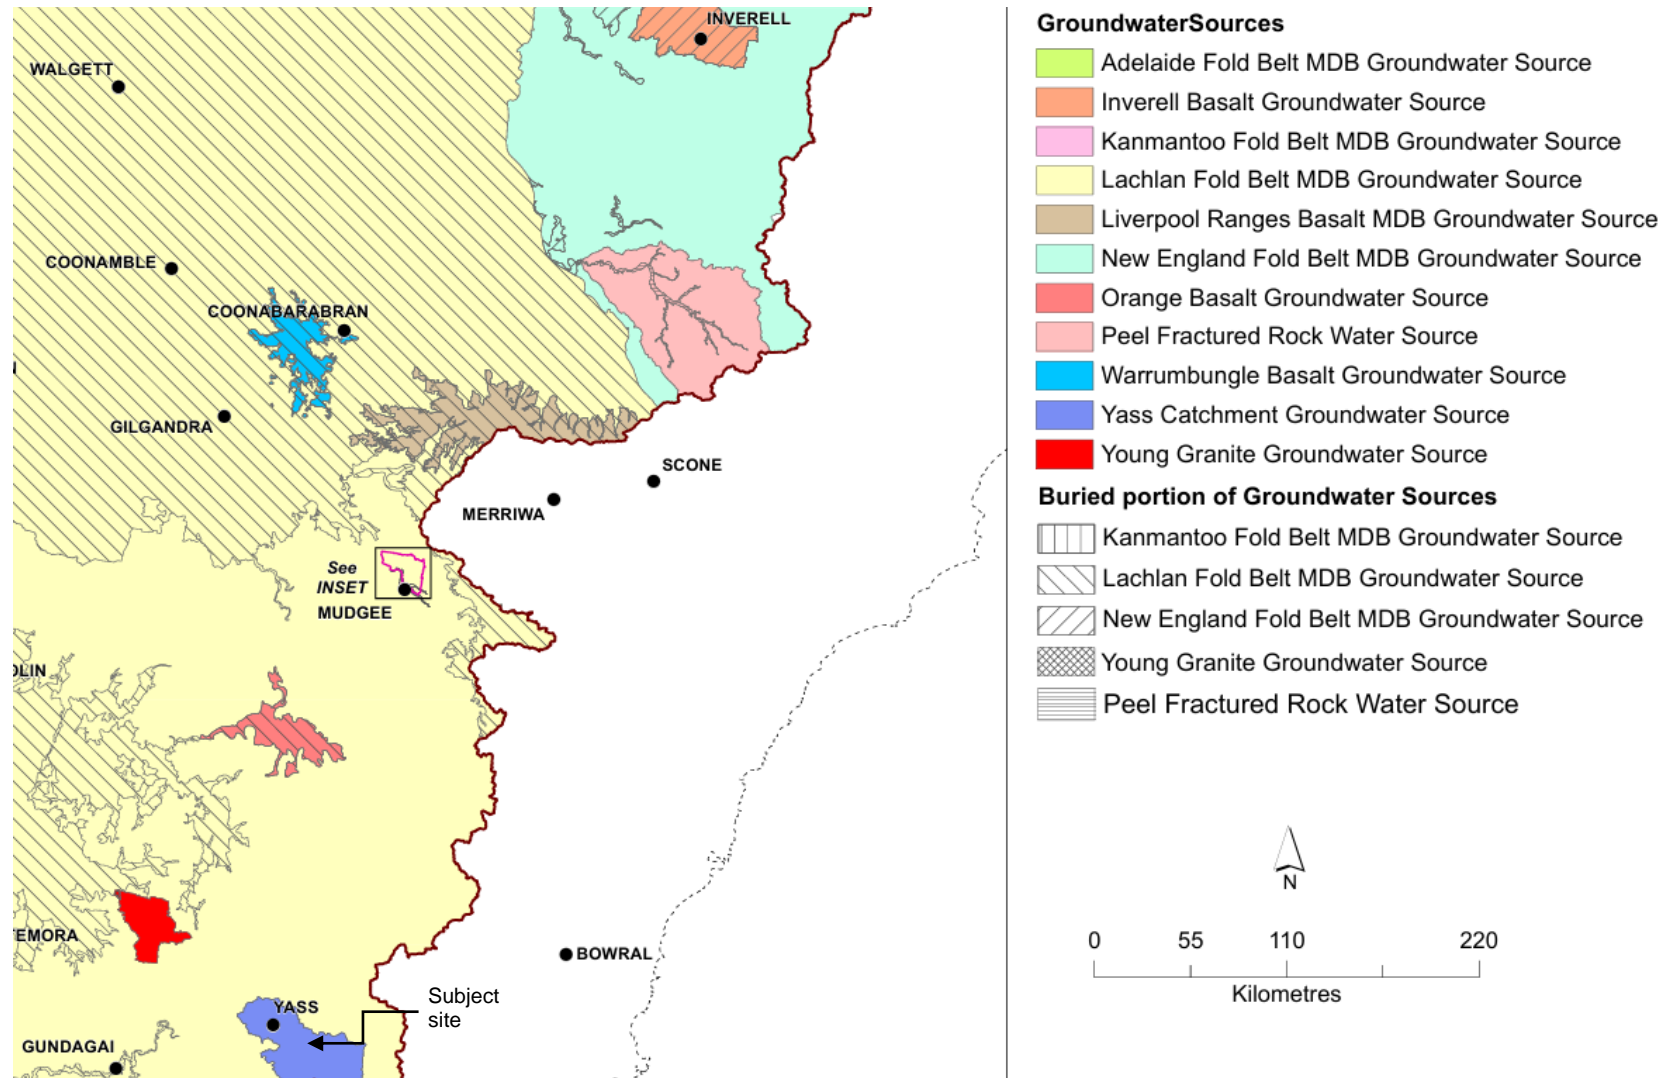 INVERELL
WALGETT
COONAMBLE
COONABARABRAN
GILGANDRA
SCONE
MERRIWA
See
INSET
MUDGEE
OLIN
EMORA
BOWRAL
YASS
Subject
site
GUNDAGAI
GroundwaterSources
Adelaide Fold Belt MDB Groundwater Source
Inverell Basalt Groundwater Source
Kanmantoo Fold Belt MDB Groundwater Source
Lachlan Fold Belt MDB Groundwater Source
Liverpool Ranges Basalt MDB Groundwater Source
New England Fold Belt MDB Groundwater Source
Orange Basalt Groundwater Source
Peel Fractured Rock Water Source
Warrumbungle Basalt Groundwater Source
Yass Catchment Groundwater Source
Young Granite Groundwater Source
Buried portion of Groundwater Sources
Kanmantoo Fold Belt MDB Groundwater Source
Lachlan Fold Belt MDB Groundwater Source
New England Fold Belt MDB Groundwater Source
Young Granite Groundwater Source
Peel Fractured Rock Water Source
N
0 55 110 220
Kilometres